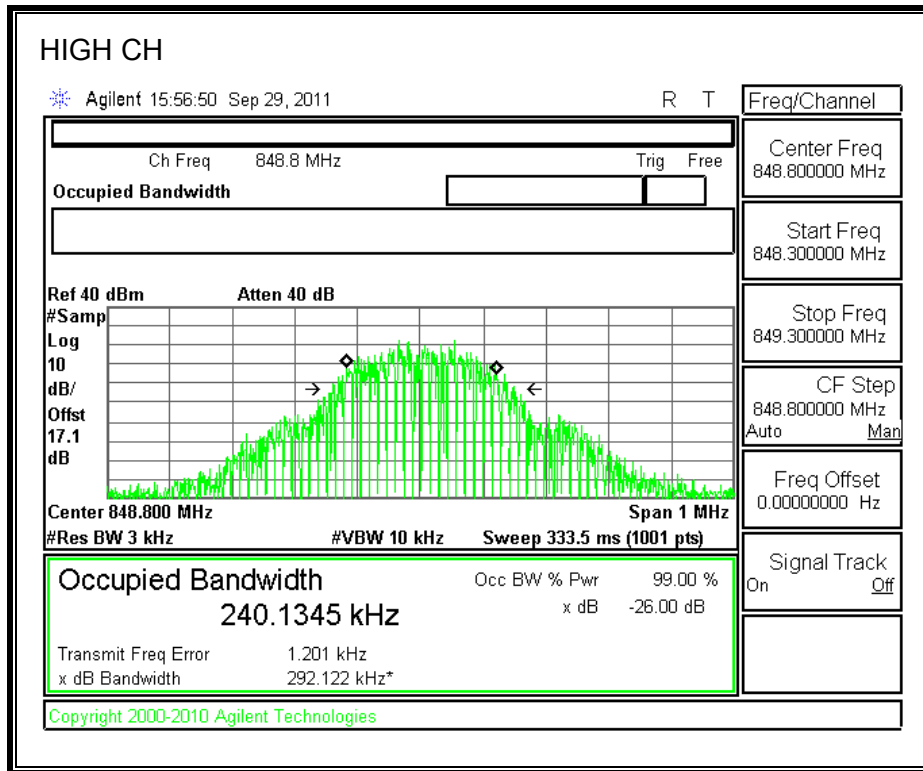 HIGH CH
Agilent 15:56:50 Sep 29, 2011 R T
Freq/Channel
Ch Freq 848.8 MHz Trig Free
Occupied Bandwidth
Center Freq
848.800000 MHz
Start Freq
848.300000 MHz
Stop Freq
849.300000 MHz
CF Step
848.800000 MHz
Auto Man
Freq Offset
0.00000000 Hz
Signal Track
On Off
Ref 40 dBm Atten 40 dB
#Samp
Log
10
dB/
Offst
17.1
dB
Center 848.800 MHz Span 1 MHz
#Res BW 3 kHz #VBW 10 kHz Sweep 333.5 ms (1001 pts)
Occupied Bandwidth Occ BW % Pwr 99.00 %
240.1345 kHz x dB -26.00 dB
Transmit Freq Error 1.201 kHz
x dB Bandwidth 292.122 kHz*
Copyright 2000-2010 Agilent Technologies